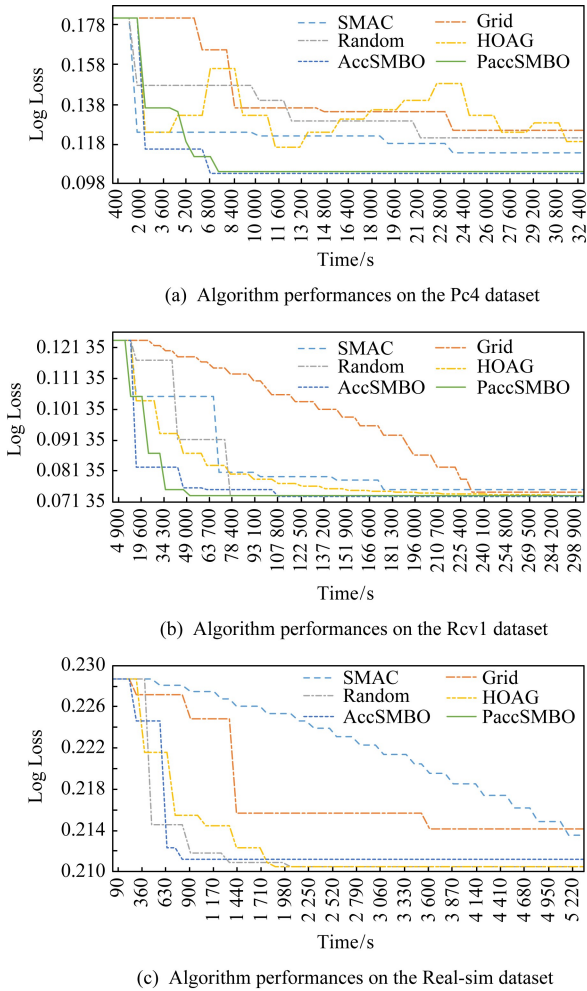 0.178
0.158
0.138
0.118
0.098
Log Loss
SMAC
Grid
Random
HOAG
AccSMBO
PaccSMBO
400
2 000
3 600
5 200
6 800
8 400
10 000
11 600
13 200
14 800
16 400
18 000
19 600
21 200
22 800
24 400
26 000
27 600
29 200
30 800
32 400
Time/s
(a) Algorithm performances on the Pc4 dataset
0.121 35
0.111 35
0.101 35
0.091 35
0.081 35
0.071 35
Log Loss
SMAC
Grid
Random
HOAG
AccSMBO
PaccSMBO
4 900
19 600
34 300
49 000
63 700
78 400
93 100
107 800
122 500
137 200
151 900
166 600
181 300
196 000
210 700
225 400
240 100
254 800
269 500
284 200
298 900
Time/s
(b) Algorithm performances on the Rcv1 dataset
0.230
0.226
0.222
0.218
0.214
0.210
Log Loss
SMAC
Grid
Random
HOAG
AccSMBO
PaccSMBO
90
360
630
900
1 170
1 440
1 710
1 980
2 250
2 520
2 790
3 060
3 330
3 600
3 870
4 140
4 410
4 680
4 950
5 220
Time/s
(c) Algorithm performances on the Real-sim dataset